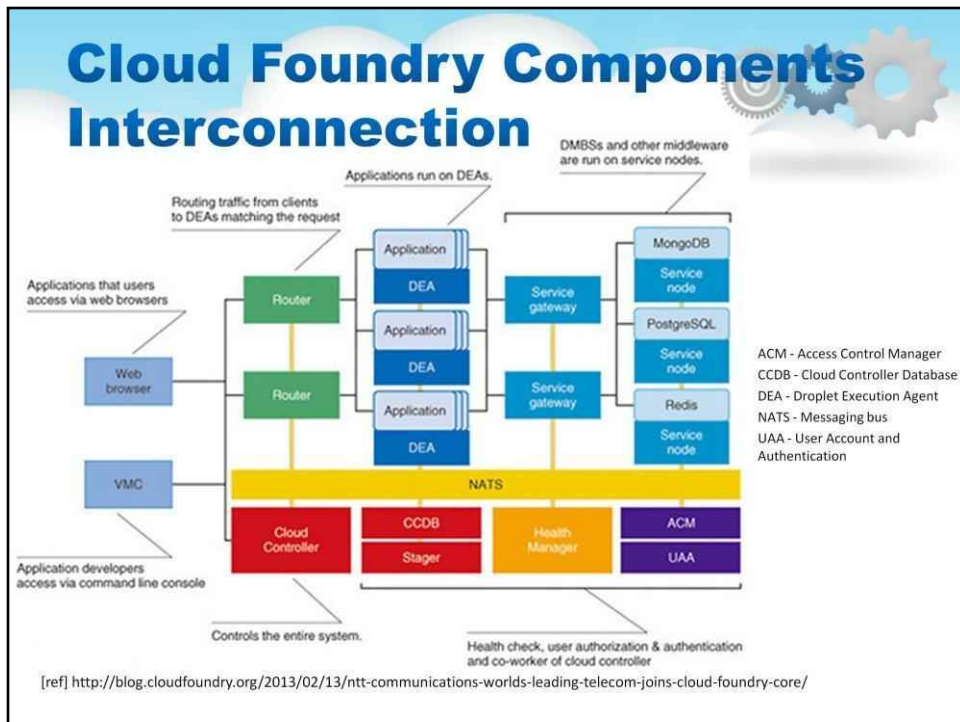 Cloud Foundry Components
Interconnection
DMBSs and other middleware
are run on service nodes.
Applications run on DEAs.
Routing traffic from clients
to DEAs matching the request
Applications that users
access via web browsers
Router
Router
Application
DEA
Application
DEA
Application
DEA
Service
gateway
Service
gateway
MongoDB
Service
node
PostgreSQL
Service
node
Redis
Service
node
Web
browser
VMC
NATS
Cloud
Controller
CCDB
Stager
Health
Manager
ACM
UAA
ACM - Access Control Manager
CCDB - Cloud Controller Database
DEA - Droplet Execution Agent
NATS - Messaging bus
UAA - User Account and
Authentication
Application developers
access via command line console
Controls the entire system.
Health check, user authorization & authentication
and co-worker of cloud controller
[ref] http://blog.cloudfoundry.org/2013/02/13/ntt-communications-worlds-leading-telecom-joins-cloud-foundry-core/